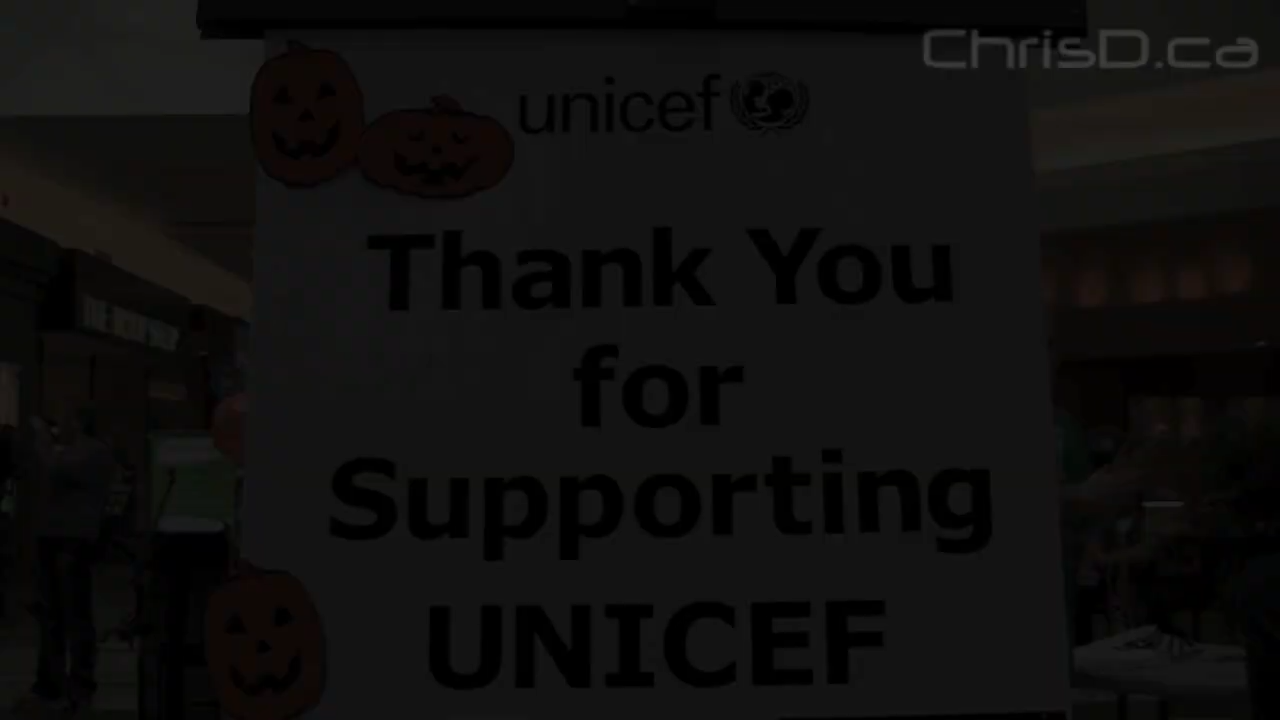 ChrisD.ca
unicef
Thank You
for
Supporting
UNICEF